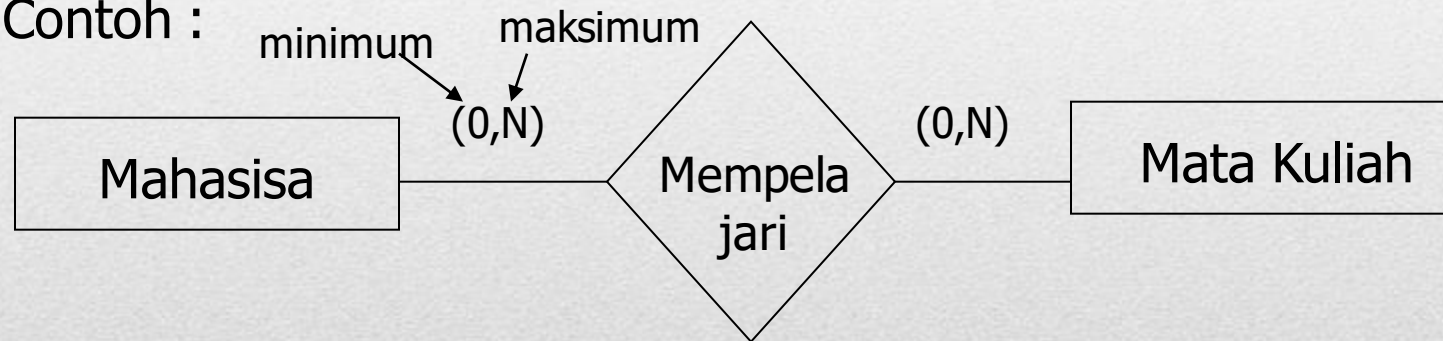 Contoh :
minimum
maksimum
(0,N)
(0,N)
Mahasisa
Mempela
jari
Mata Kuliah